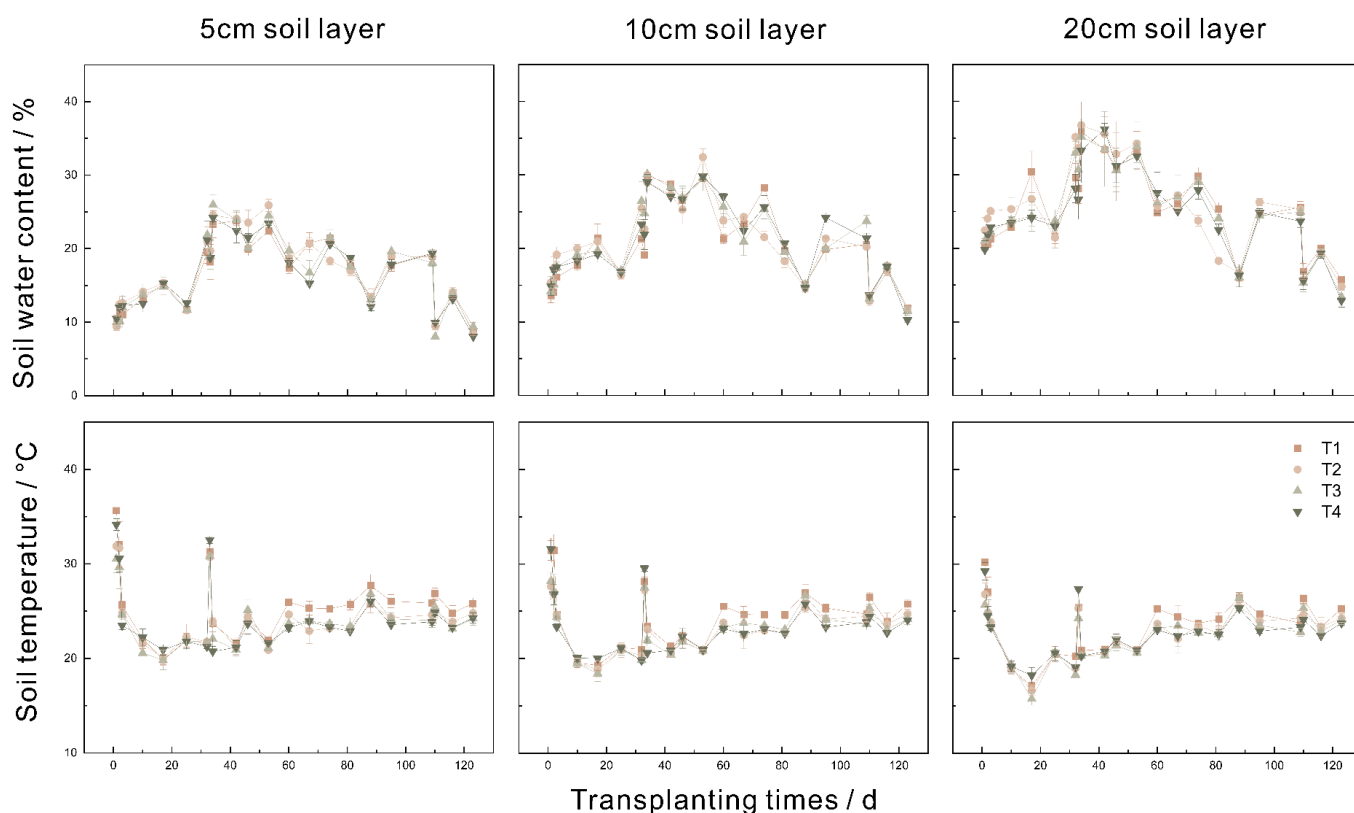 5cm soil layer 10cm soil layer 20cm soil layer
Soil water content / %
40
30
20
10
0
Soil temperature / °C
40
30
20
10
T1
T2
T3
T4
0 20 40 60 80 100 120 0 20 40 60 80 100 120 0 20 40 60 80 100 120
Transplanting times / d